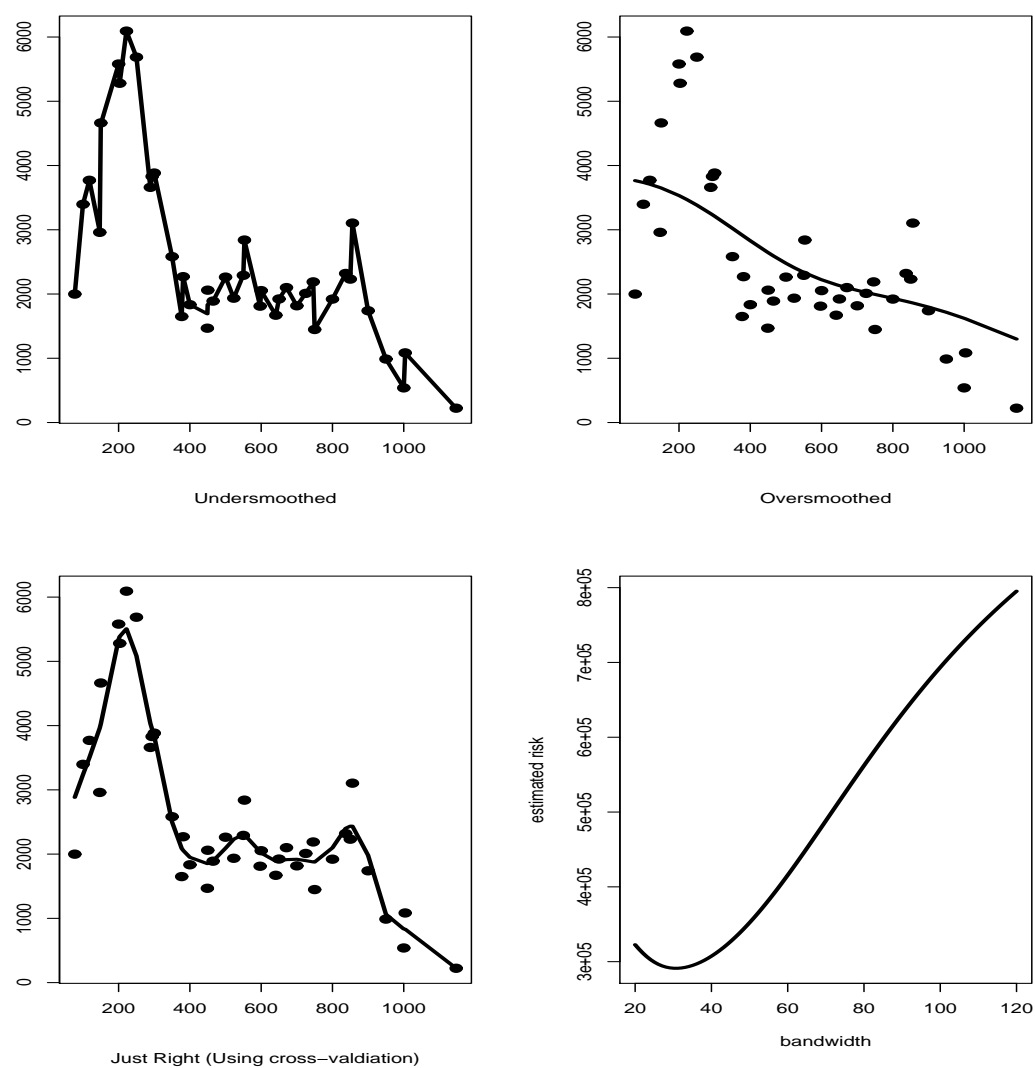 6000
5000
4000
3000
2000
1000
0
200 400 600 800 1000
Undersmoothed
6000
5000
4000
3000
2000
1000
0
200 400 600 800 1000
Oversmoothed
6000
5000
4000
3000
2000
1000
0
200 400 600 800 1000
Just Right (Using cross−valdiation)
8e+05
7e+05
6e+05
5e+05
4e+05
3e+05
estimated risk
20 40 60 80 100 120
bandwidth